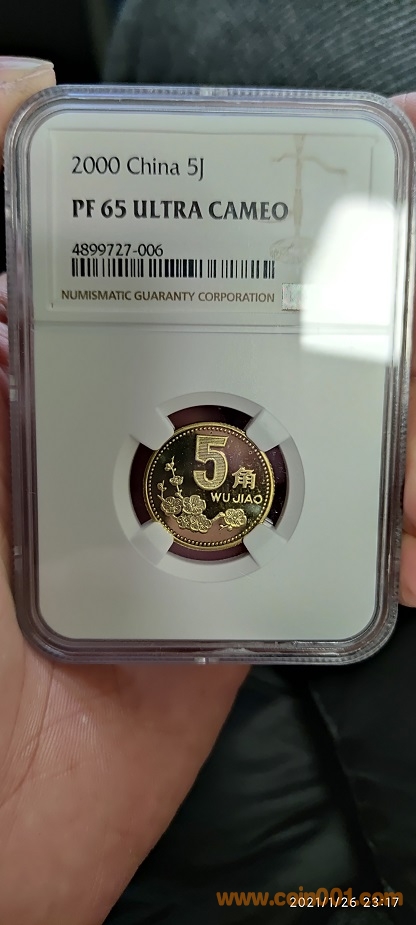 2000 China 5J
PF 65 ULTRA CAMEO
4899727-006
NUMISMATIC GUARANTY CORPORATION
5角
WU JIAO
www.coin001.com
2021/1/26 23:17